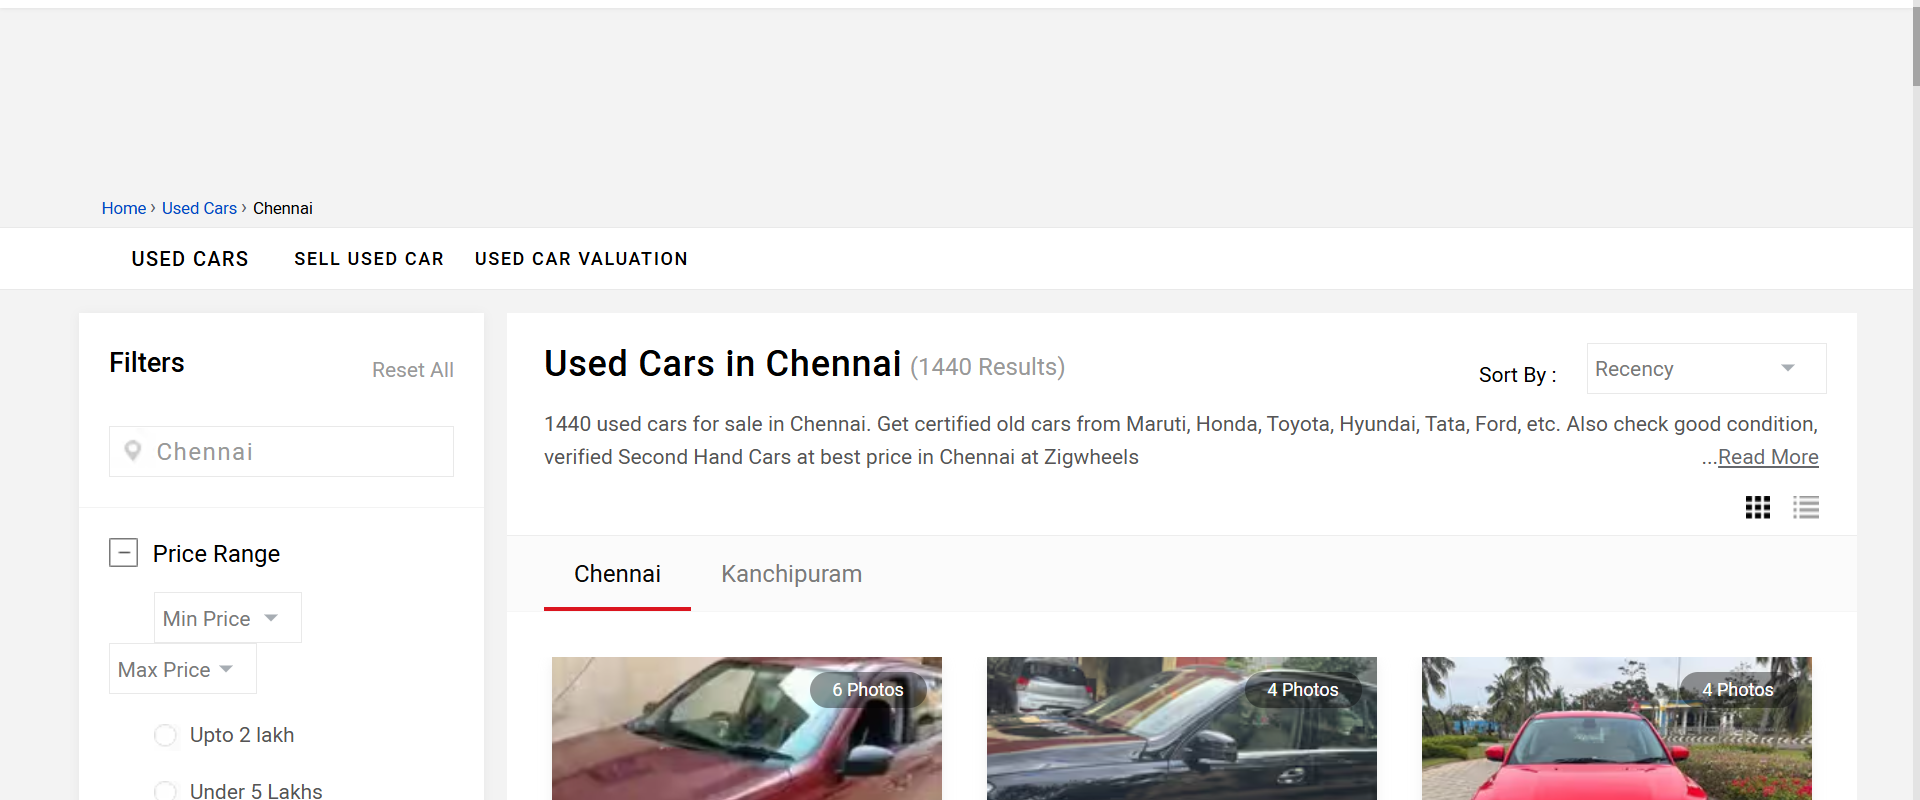 Home › Used Cars › Chennai
USED CARS SELL USED CAR USED CAR VALUATION
Filters
Reset All
Chennai
Price Range
Min Price
Max Price
Upto 2 lakh
Under 5 Lakhs
Used Cars in Chennai (1440 Results)
Sort By :
Recency
1440 used cars for sale in Chennai. Get certified old cars from Maruti, Honda, Toyota, Hyundai, Tata, Ford, etc. Also check good condition,
verified Second Hand Cars at best price in Chennai at Zigwheels ...Read More
Chennai Kanchipuram
6 Photos
4 Photos
4 Photos